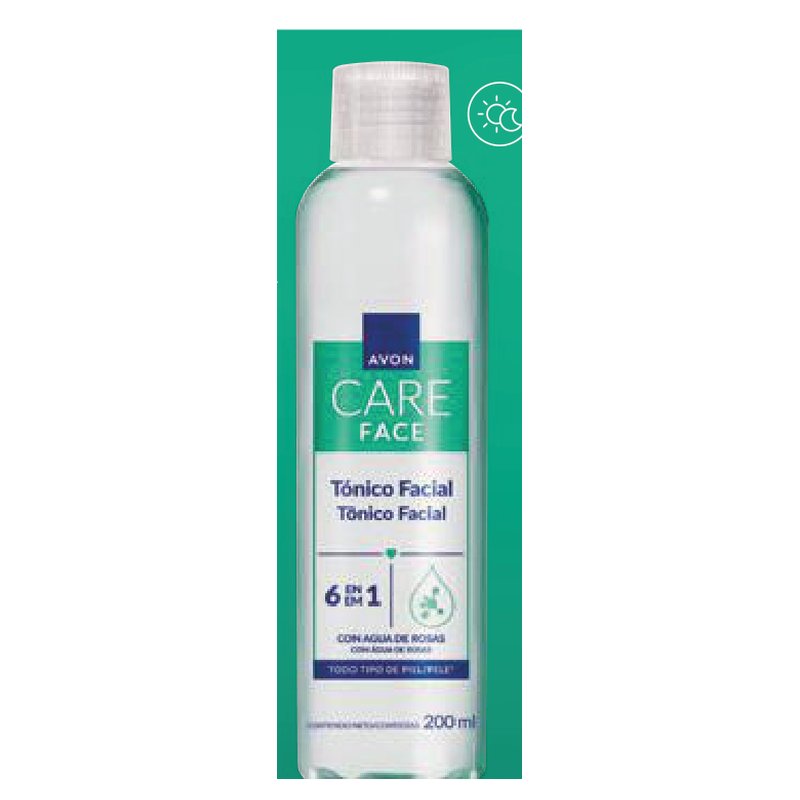 AVON
CARE
FACE
Tónico Facial
Tônico Facial
6 EN EM 1
CON AGUA DE ROSAS
COM ÁGUA DE ROSAS
TODO TIPO DE PIEL/PELE*
200 ml